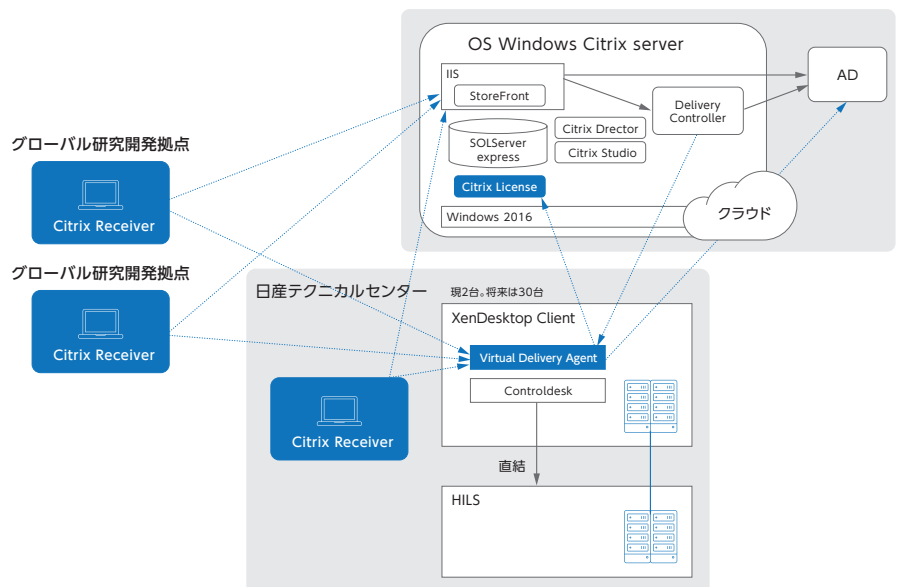 OS Windows Citrix server
IIS
StoreFront
AD
Delivery
Controller
SOLServer
express
Citrix Drector
Citrix Studio
Citrix License
Windows 2016
クラウド
グローバル研究開発拠点
Citrix Receiver
グローバル研究開発拠点
Citrix Receiver
日産テクニカルセンター
現2台。将来は30台
XenDesktop Client
Virtual Delivery Agent
Controldesk
Citrix Receiver
直結
HILS